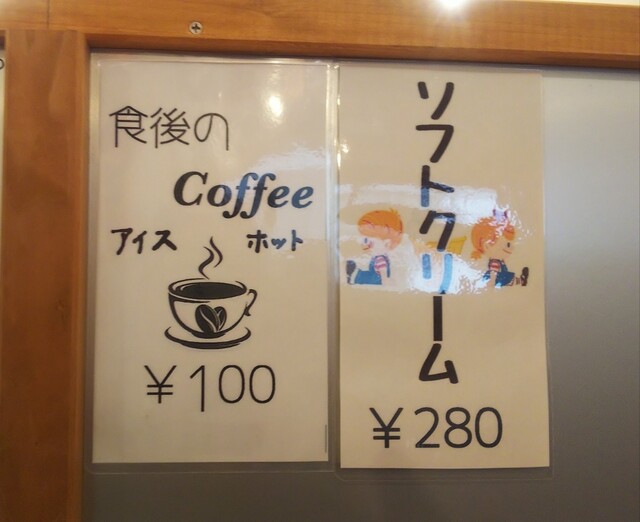 食後の
Coffee
アイス ホット
￥100
ソフトクリーム
￥280